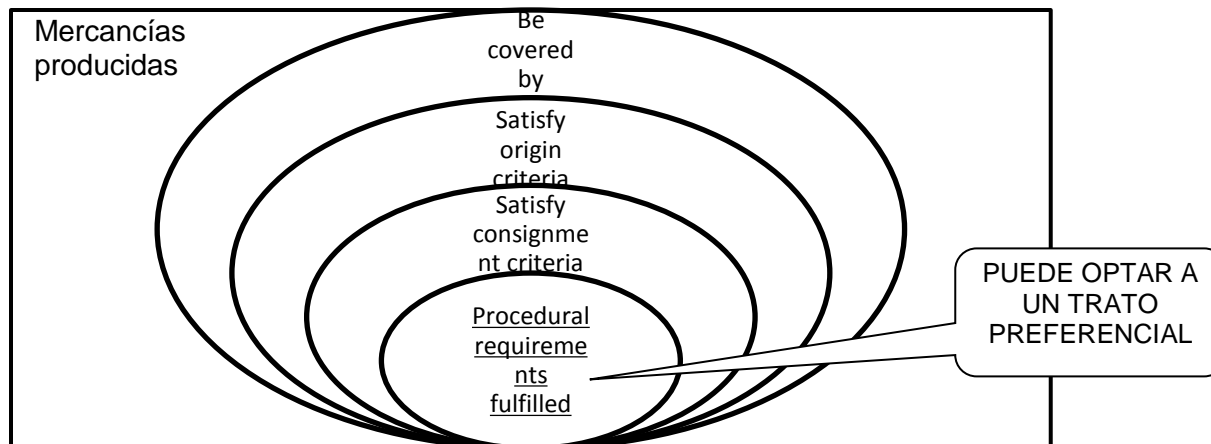 Mercancías
producidas
Be
covered
by
Satisfy
origin
criteria
Satisfy
consignme
nt criteria
Procedural
requireme
nts
fulfilled
PUEDE OPTAR A
UN TRATO
PREFERENCIAL